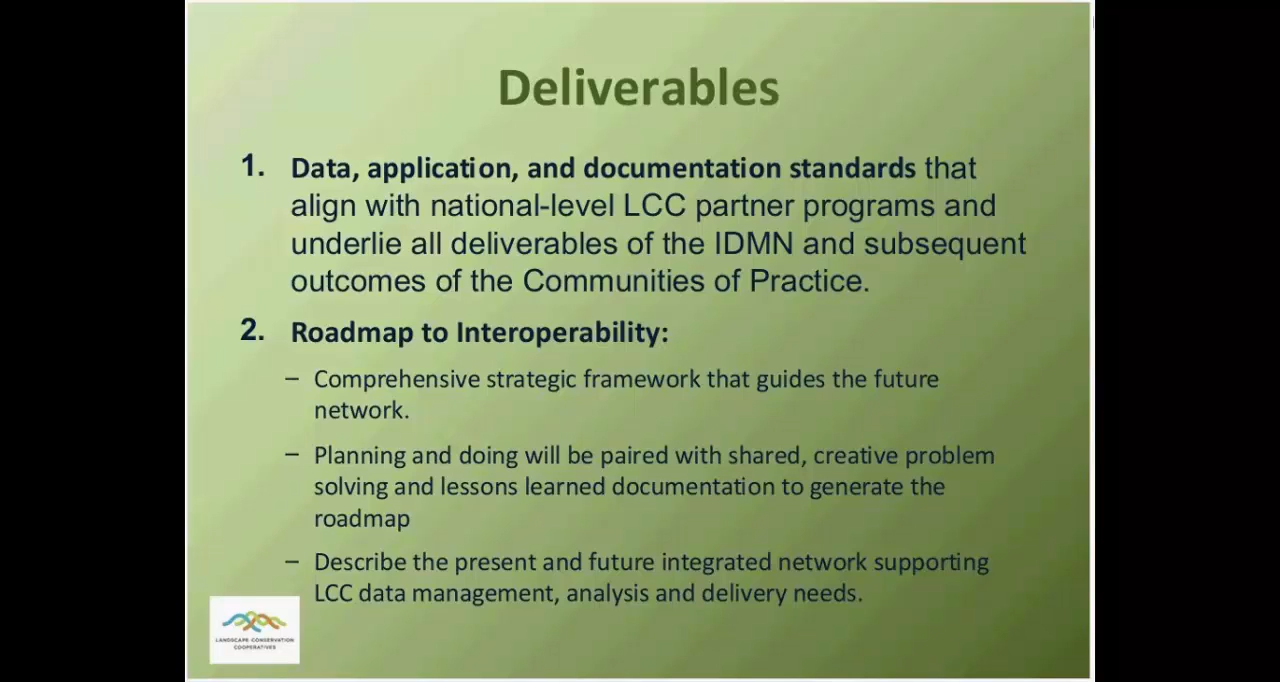 Deliverables
1. Data, application, and documentation standards that
align with national-level LCC partner programs and
underlie all deliverables of the IDMN and subsequent
outcomes of the Communities of Practice.
2. Roadmap to Interoperability:
– Comprehensive strategic framework that guides the future
network.
– Planning and doing will be paired with shared, creative problem
solving and lessons learned documentation to generate the
roadmap
– Describe the present and future integrated network supporting
LCC data management, analysis and delivery needs.
LANDSCAPE CONSERVATION
COOPERATIVES